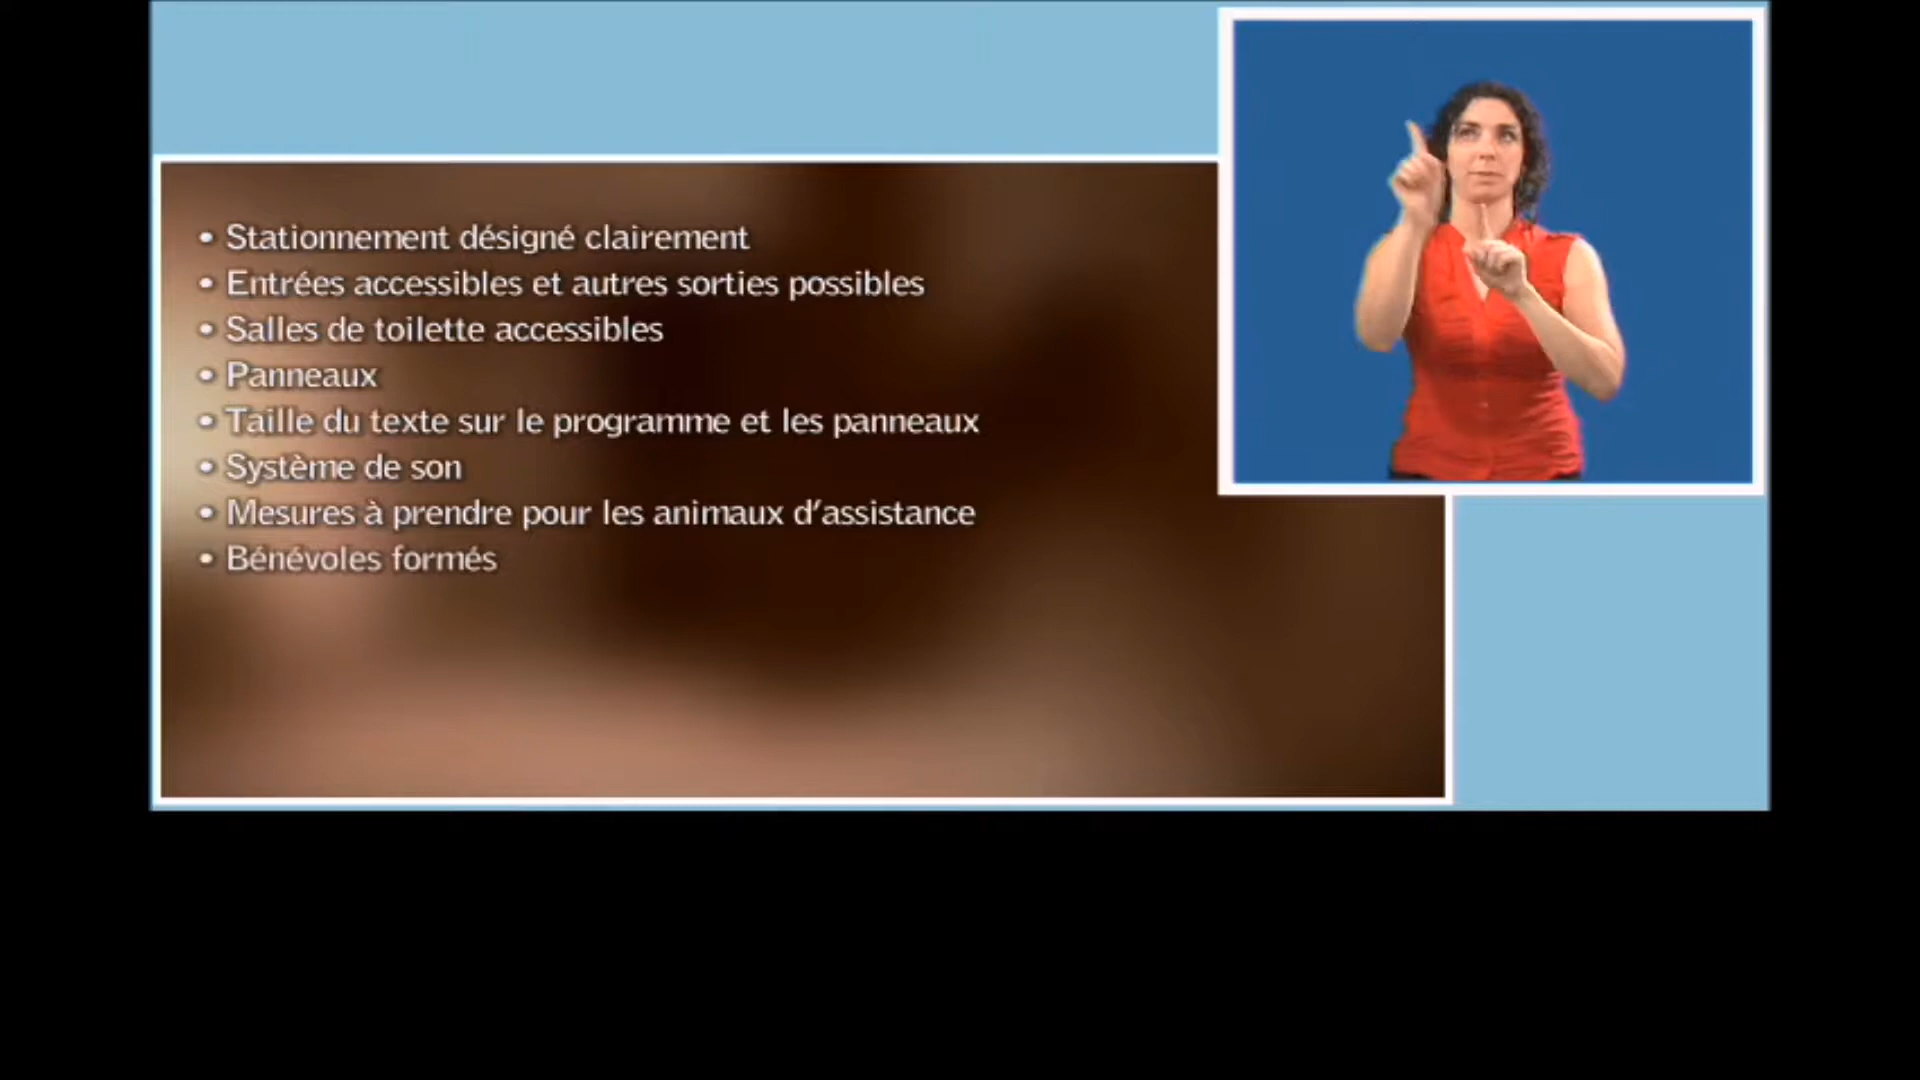 • Stationnement désigné clairement
• Entrées accessibles et autres sorties possibles
• Salles de toilette accessibles
• Panneaux
• Taille du texte sur le programme et les panneaux
• Système de son
• Mesures à prendre pour les animaux d’assistance
• Bénévoles formés